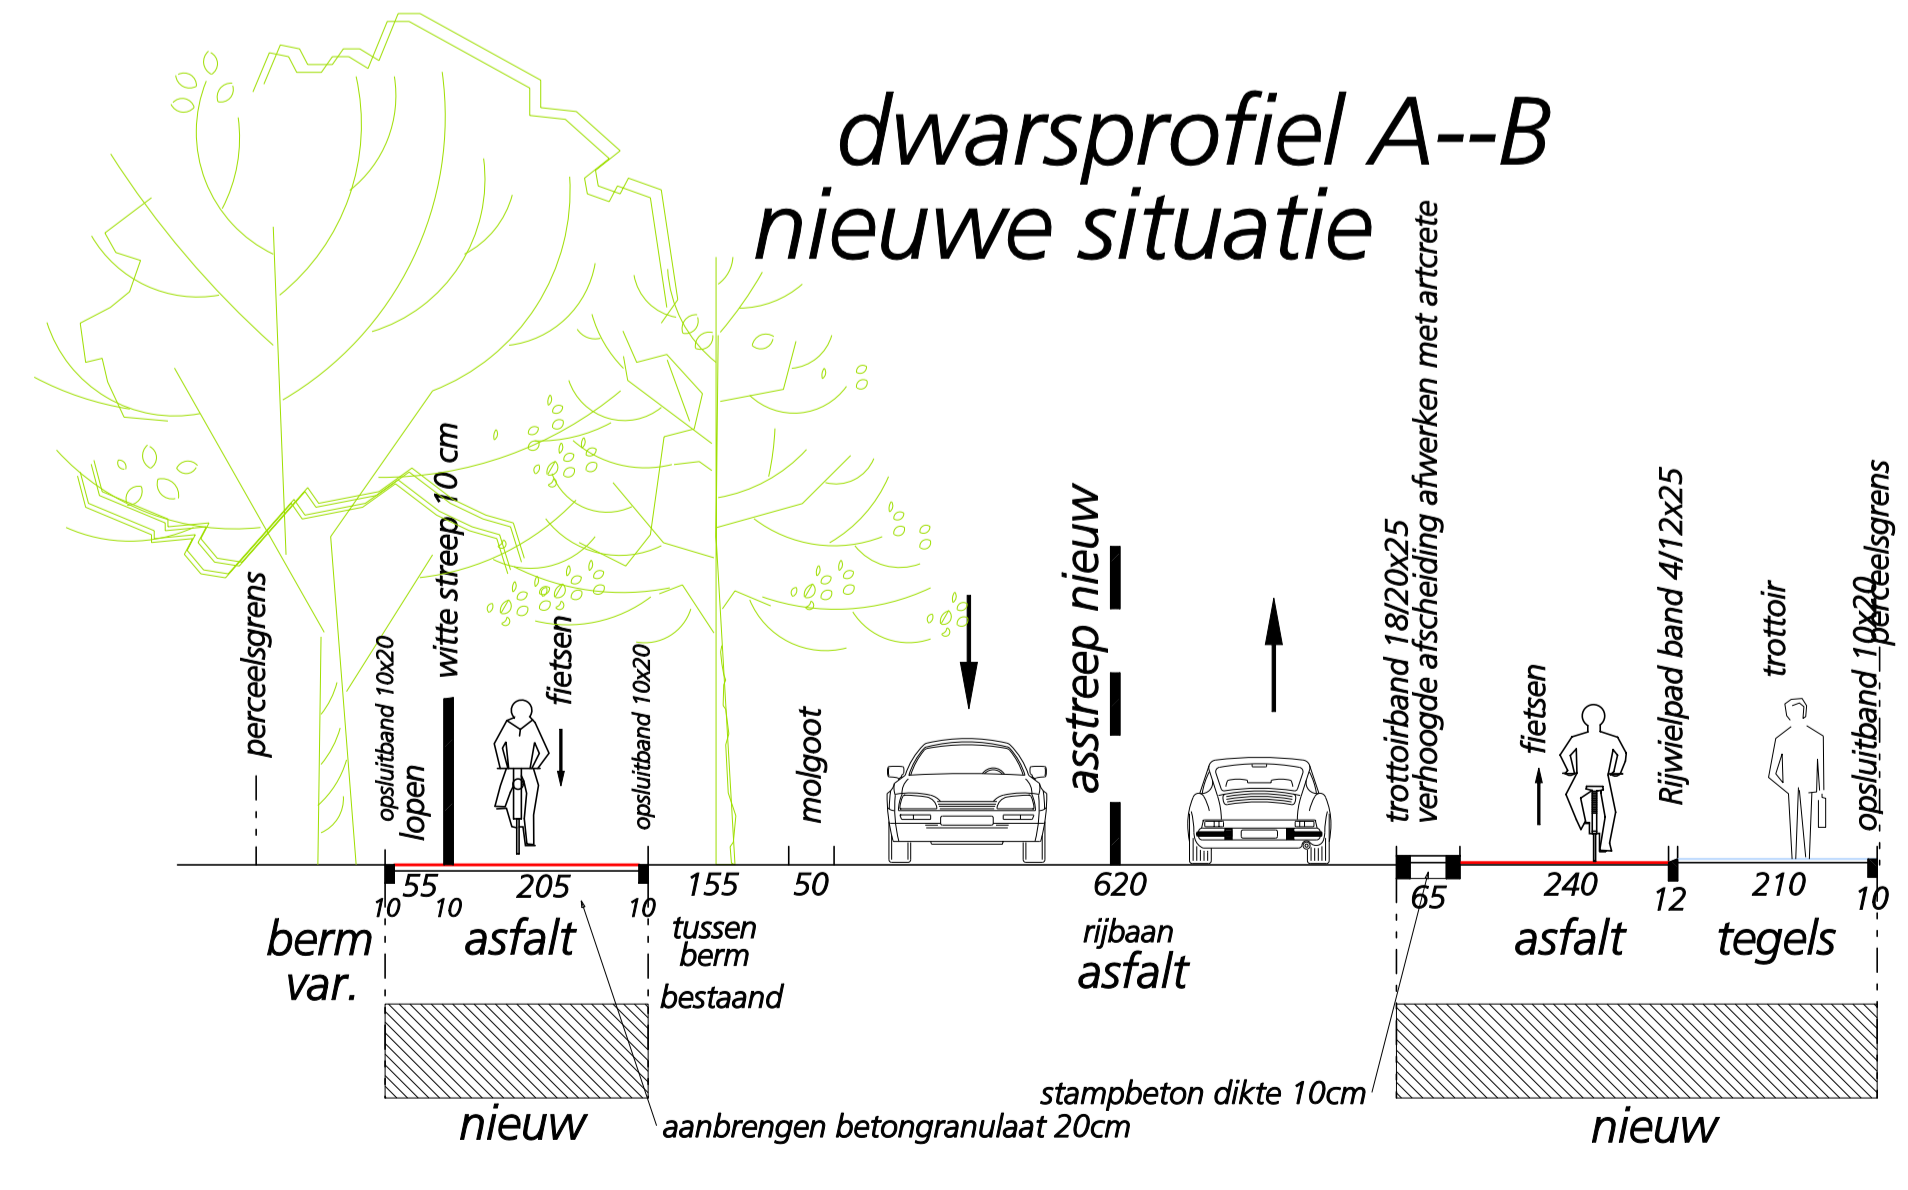 dwarsprofiel A--B
nieuwe situatie
perceelsgrens
opsluitband 10x20
lopen
witte streep 10 cm
fietsen
opsluitband 10x20
molgoot
asstreep nieuw
trottoirband 18/20x25
verhoogde afscheiding afwerken met artcrete
fietsen
Rijwielpad band 4/12x25
trottoir
opsluitband 10x20
perceelsgrens
10
55
10
205
10
155
50
620
65
240
12
210
10
berm
var.
asfalt
tussen
berm
bestaand
rijbaan
asfalt
asfalt
tegels
nieuw
aanbrengen betongranulaat 20cm
stampbeton dikte 10cm
nieuw